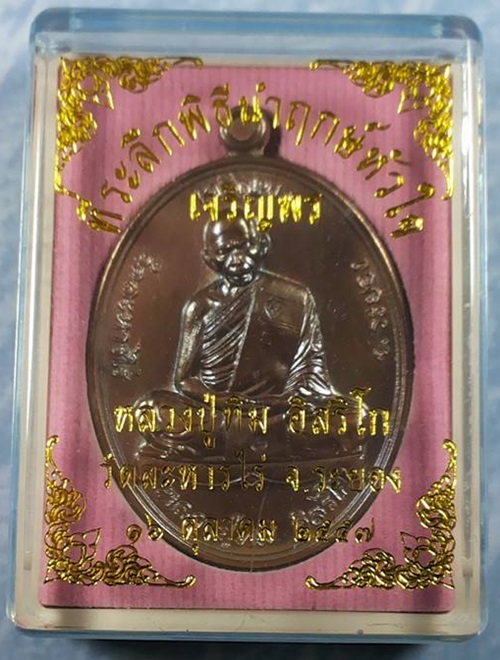 ที่ระลึกพิธีนำฤกษ์หัวใจ
เจริญพร
หลวงปู่ทิม อิสริโก
วัดละหารไร่ จ.ระยอง
๑๖ ตุลาคม ๒๕๕๗